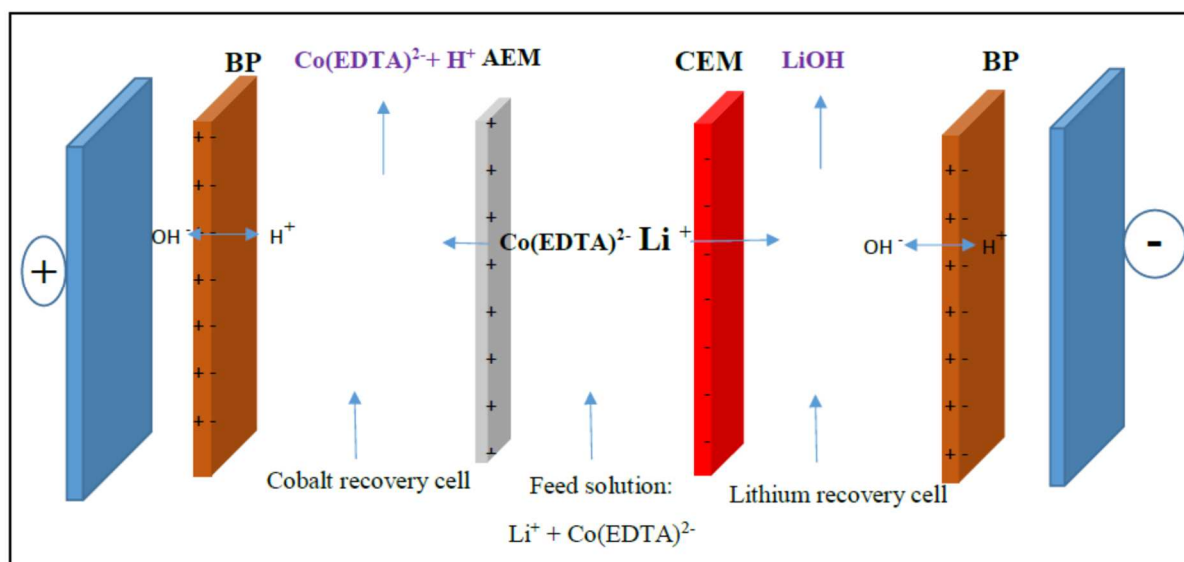 BP Co(EDTA)²⁻+ H⁺ AEM CEM LiOH BP
+ - + - + - + - + - + - + -
+ + + + + + + +
- - - - - - -
+ - + - + - + - + - + - + -
OH⁻ H⁺ Co(EDTA)²⁻ Li⁺ OH⁻ H⁺
+ -
Cobalt recovery cell Feed solution: Lithium recovery cell
Li⁺ + Co(EDTA)²⁻